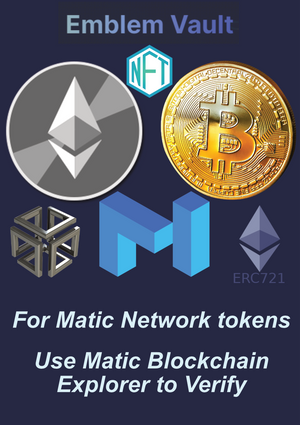 Emblem Vault
NFT
ERC721
For Matic Network tokens
Use Matic Blockchain
Explorer to Verify